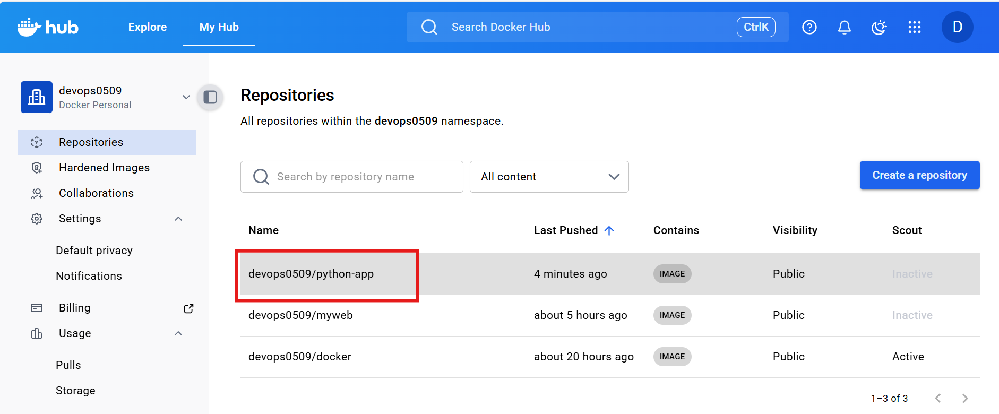 hub Explore My Hub Search Docker Hub CtrlK D
devops0509
Docker Personal
Repositories
Hardened Images
Collaborations
Settings
Default privacy
Notifications
Billing
Usage
Pulls
Storage
Repositories
All repositories within the devops0509 namespace.
Search by repository name All content Create a repository
Name Last Pushed Contains Visibility Scout
devops0509/python-app 4 minutes ago IMAGE Public Inactive
devops0509/myweb about 5 hours ago IMAGE Public Inactive
devops0509/docker about 20 hours ago IMAGE Public Active
1–3 of 3